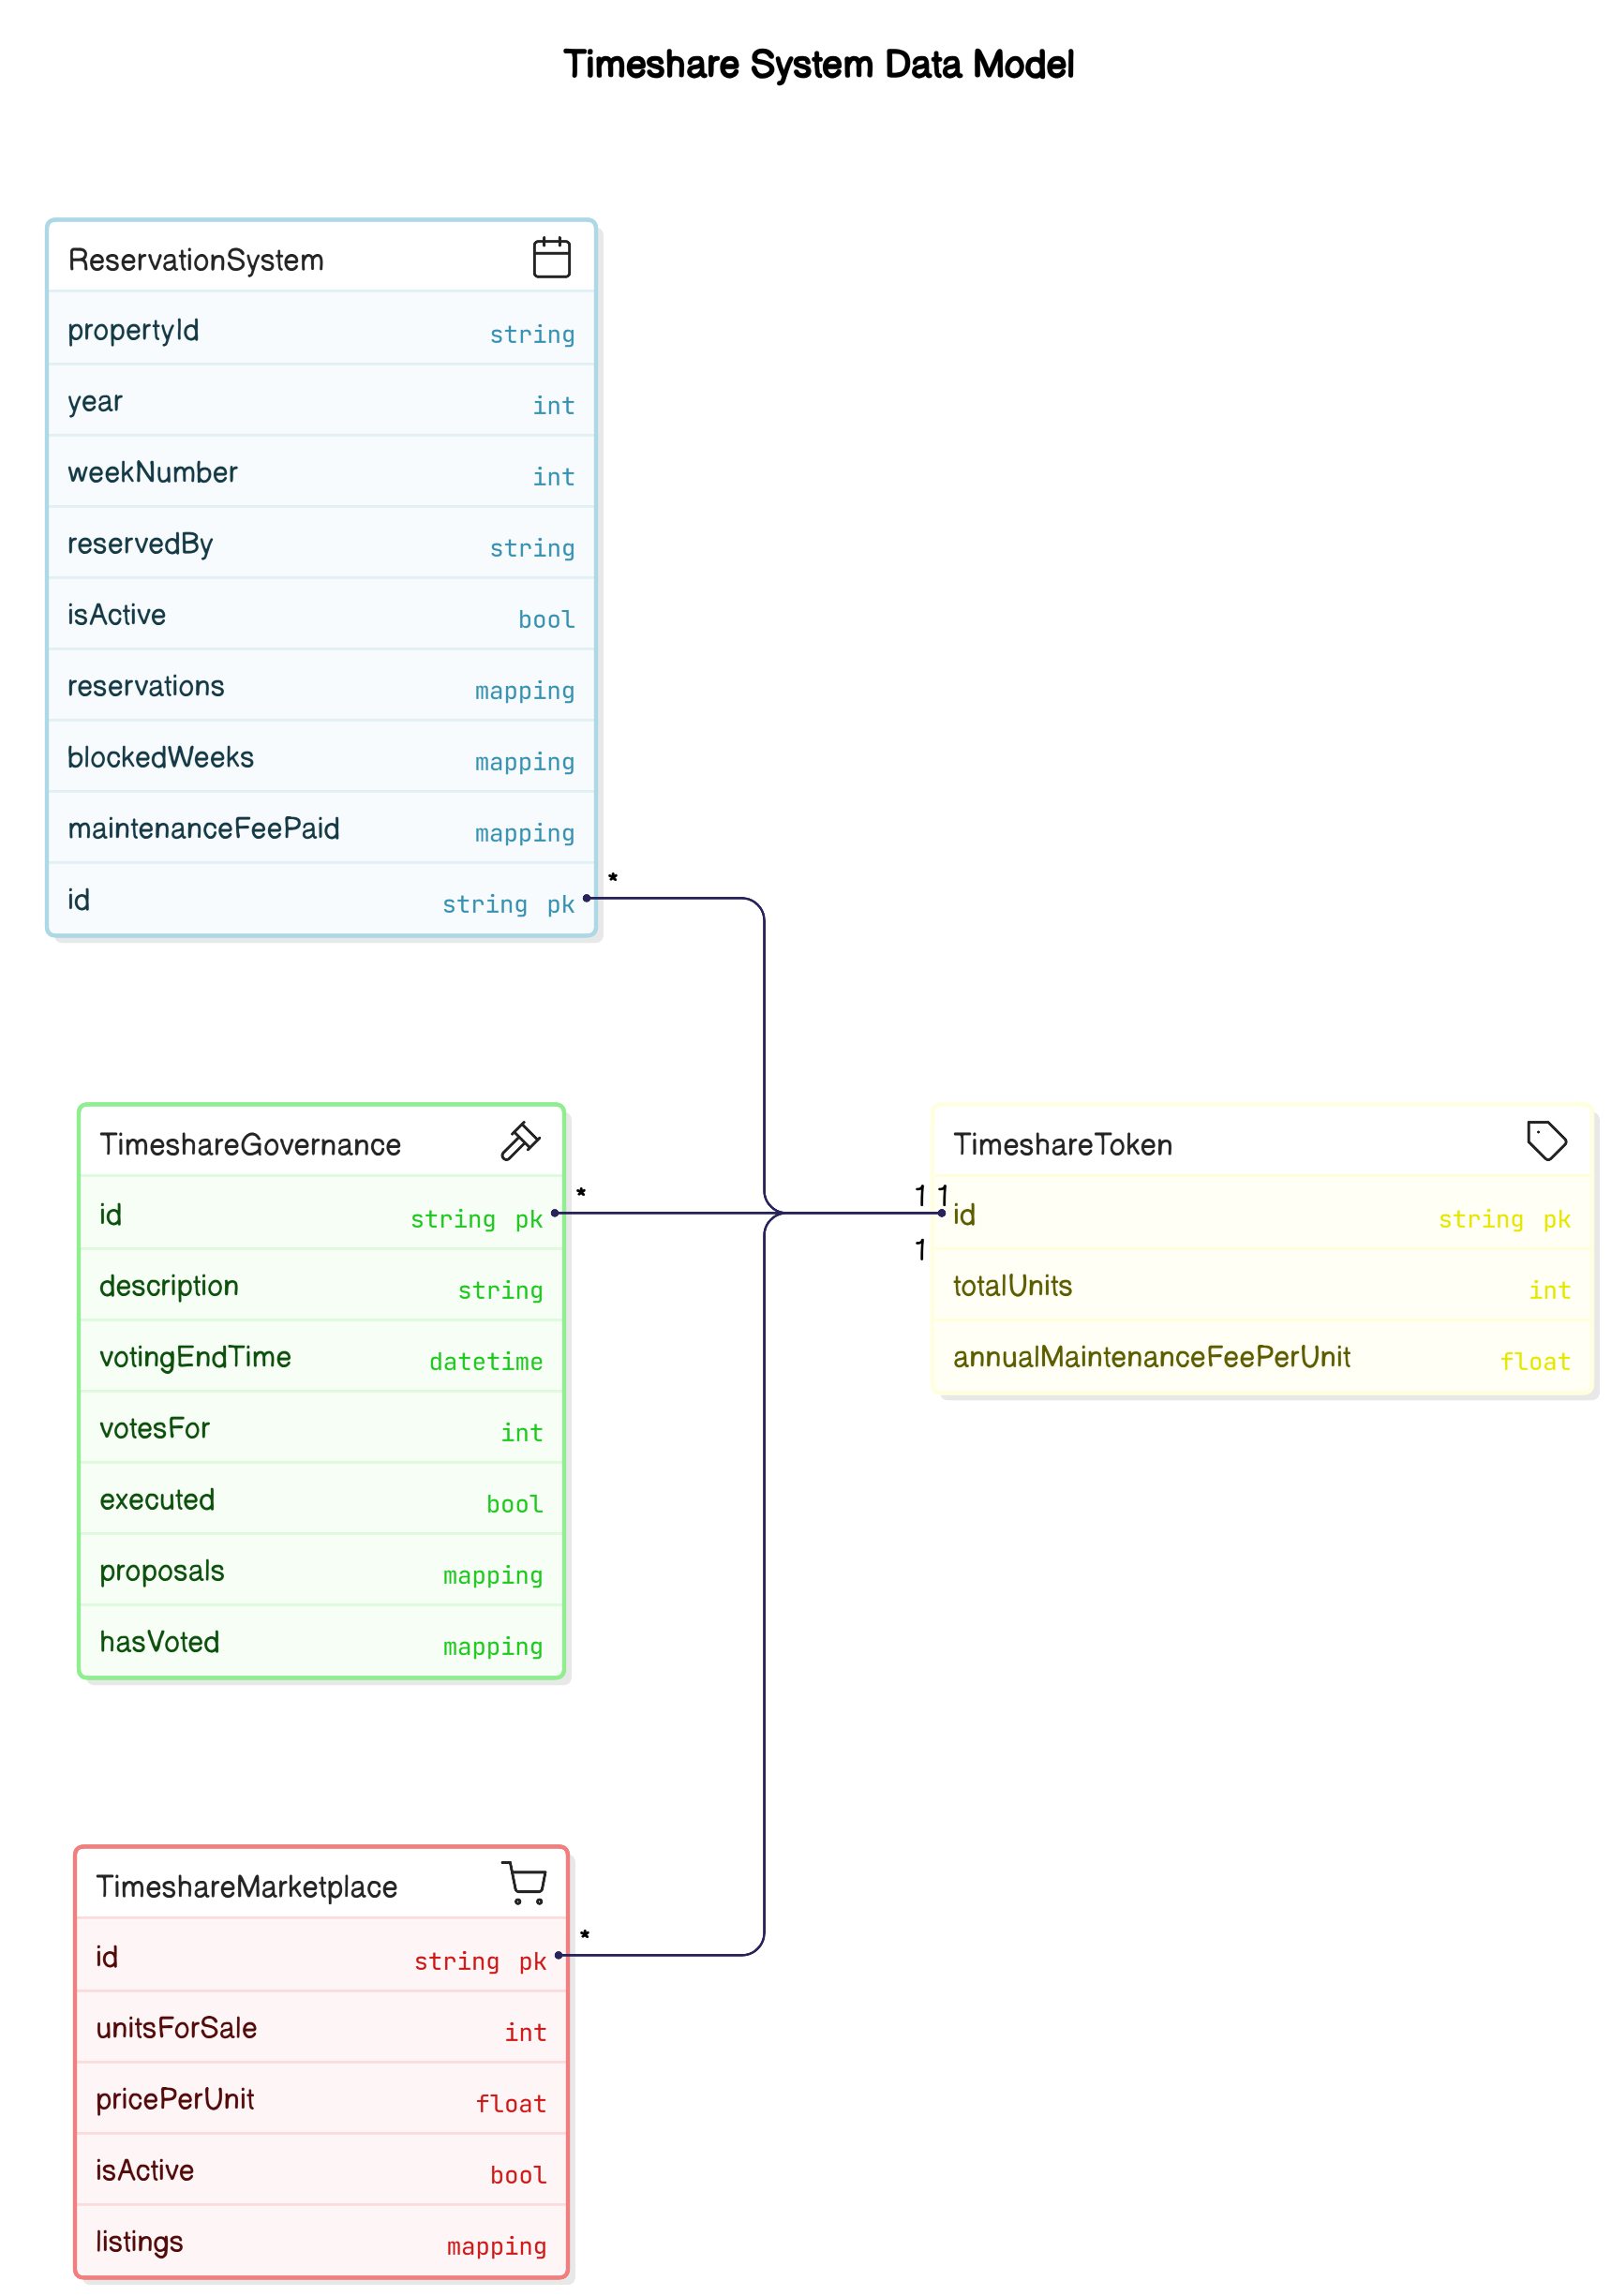 Timeshare System Data Model
ReservationSystem
propertyId string
year int
weekNumber int
reservedBy string
isActive bool
reservations mapping
blockedWeeks mapping
maintenanceFeePaid mapping
id string pk
*
TimeshareGovernance
id string pk
*
description string
votingEndTime datetime
votesFor int
executed bool
proposals mapping
hasVoted mapping
TimeshareToken
1 1
id string pk
1
totalUnits int
annualMaintenanceFeePerUnit float
TimeshareMarketplace
id string pk
*
unitsForSale int
pricePerUnit float
isActive bool
listings mapping